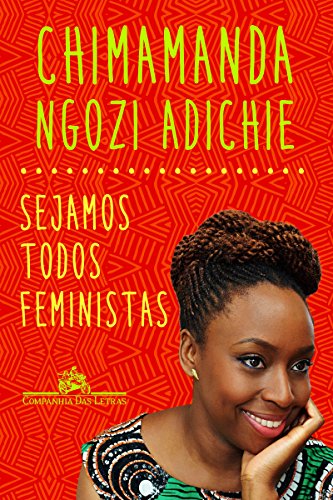 CHIMAMANDA
NGOZI ADICHIE
SEJAMOS
TODOS
FEMINISTAS
COMPANHIA DAS LETRAS